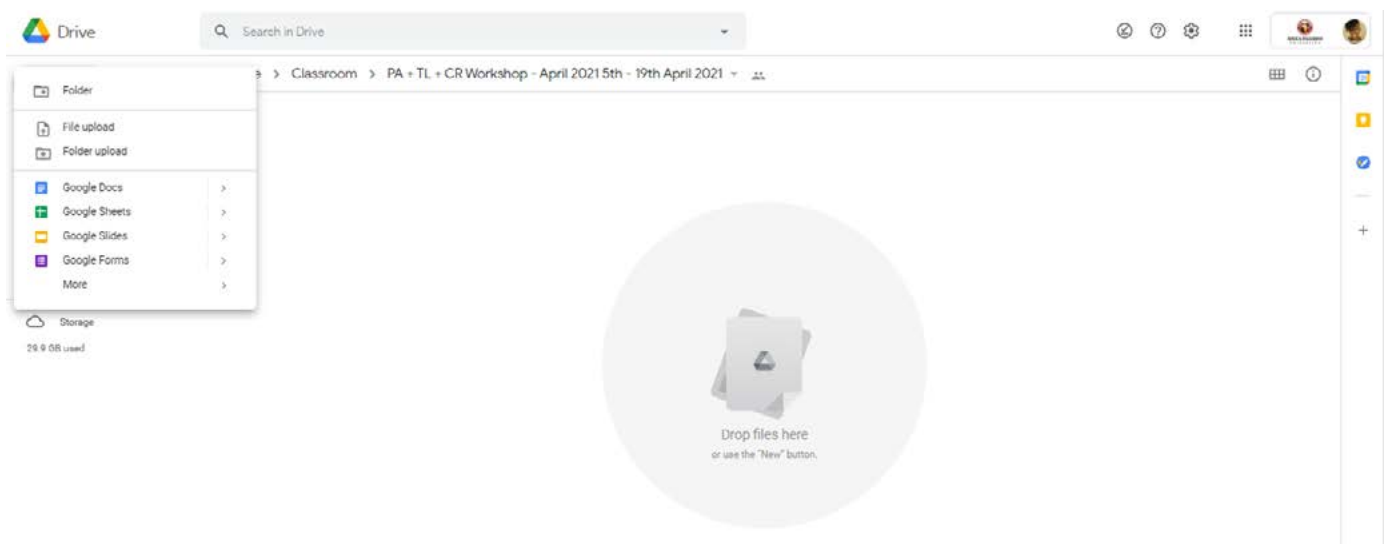 Drive
Search in Drive
Classroom > PA + TL + CR Workshop - April 2021 5th - 19th April 2021
Folder
File upload
Folder upload
Google Docs
Google Sheets
Google Slides
Google Forms
More
Storage
29.9 GB used
Drop files here
or use the "New" button.